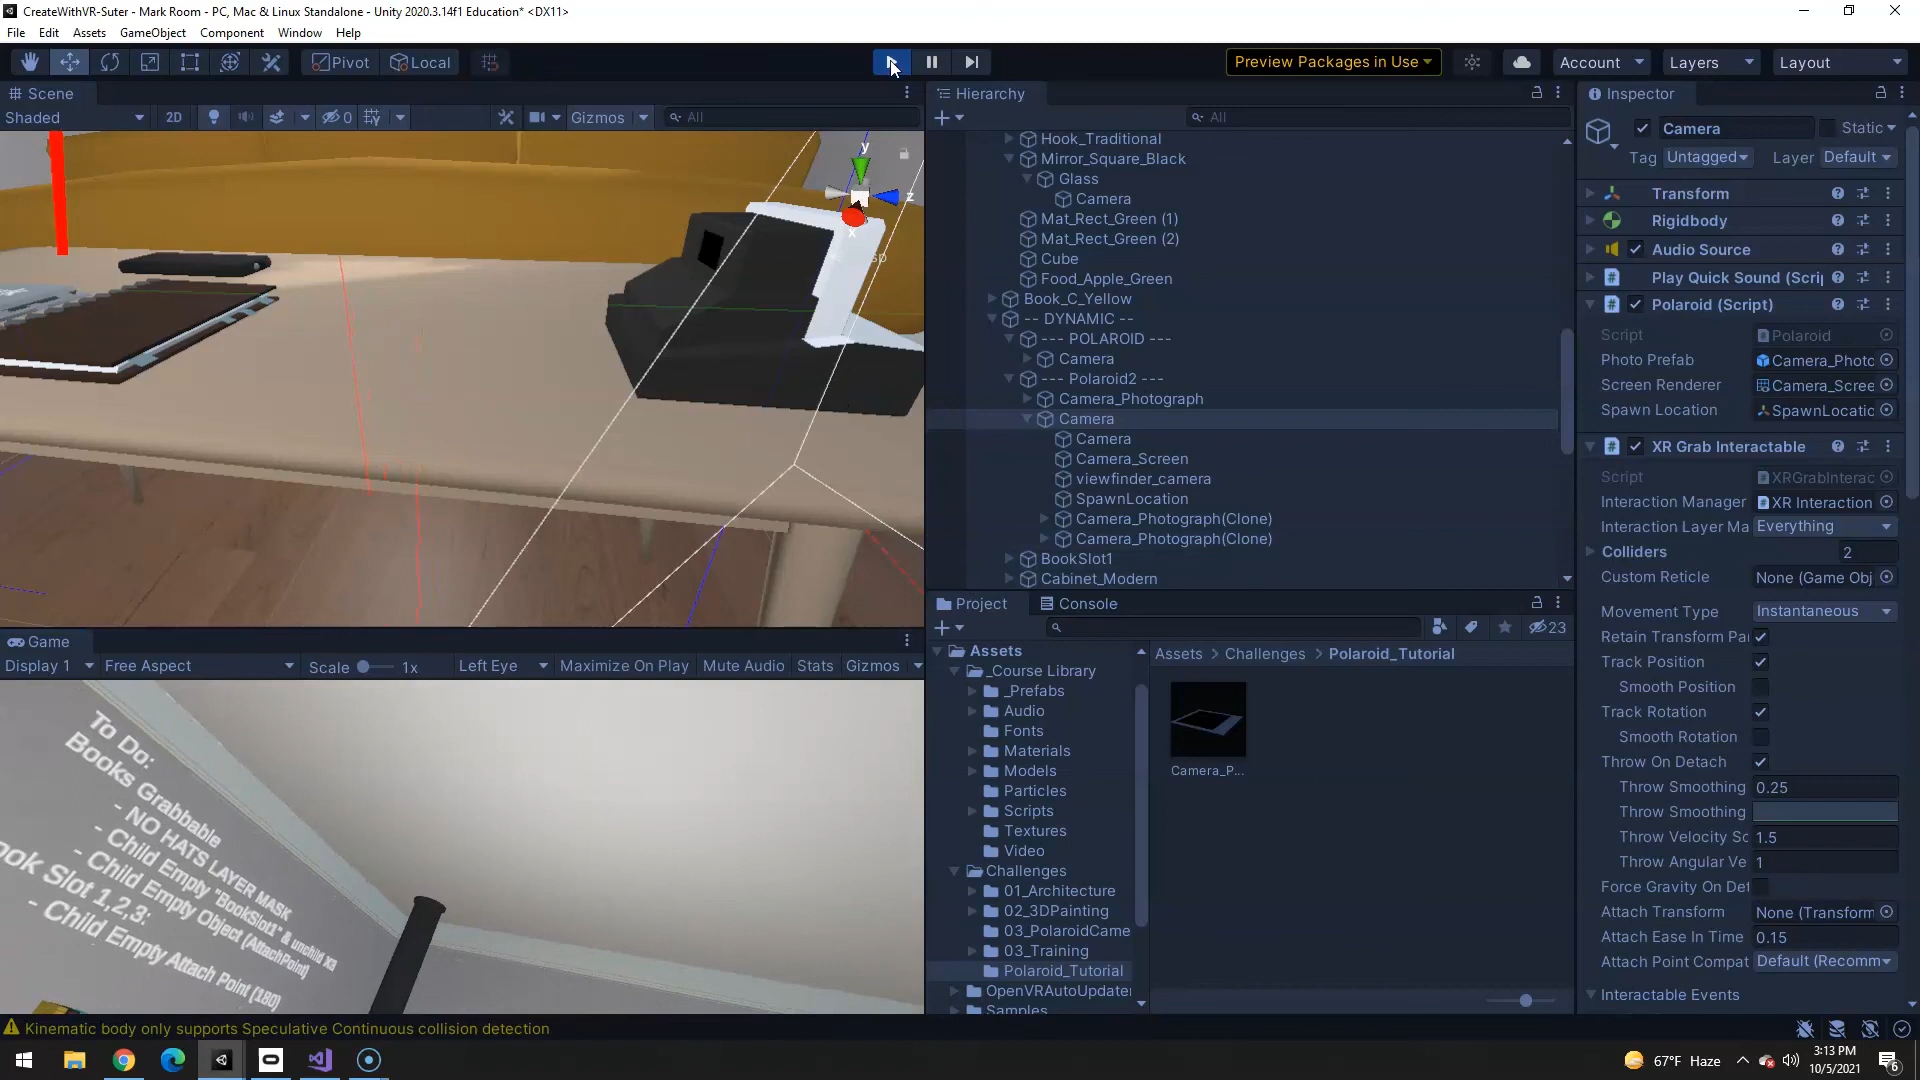 CreateWithVR-Suter - Mark Room - PC, Mac & Linux Standalone - Unity 2020.3.14f1 Education* <DX11>
File Edit Assets GameObject Component Window Help
Pivot Local Preview Packages in Use Account Layers Layout
Scene
Shaded 2D 0 Gizmos All
y
z
x
Hierarchy
All
Hook_Traditional
Mirror_Square_Black
Glass
Camera
Mat_Rect_Green (1)
Mat_Rect_Green (2)
Cube
Food_Apple_Green
Book_C_Yellow
-- DYNAMIC --
--- POLAROID ---
Camera
--- Polaroid2 ---
Camera_Photograph
Camera
Camera
Camera_Screen
viewfinder_camera
SpawnLocation
Camera_Photograph(Clone)
Camera_Photograph(Clone)
BookSlot1
Cabinet_Modern
Project Console
23
Assets
_Course Library
_Prefabs
Audio
Fonts
Materials
Models
Particles
Scripts
Textures
Video
Challenges
01_Architecture
02_3DPainting
03_PolaroidCame
03_Training
Polaroid_Tutorial
OpenVRAutoUpdater
Samples
Assets > Challenges > Polaroid_Tutorial
Camera_P...
Inspector
Camera Static
Tag Untagged Layer Default
Transform
Rigidbody
Audio Source
Play Quick Sound (Scri
Polaroid (Script)
Script Polaroid
Photo Prefab Camera_Photo
Screen Renderer Camera_Scree
Spawn Location SpawnLocatio
XR Grab Interactable
Script XRGrabInterac
Interaction Manager XR Interaction
Interaction Layer Ma Everything
Colliders 2
Custom Reticle None (Game Obj
Movement Type Instantaneous
Retain Transform Pa
Track Position
Smooth Position
Track Rotation
Smooth Rotation
Throw On Detach
Throw Smoothing 0.25
Throw Smoothing
Throw Velocity Sc 1.5
Throw Angular Ve 1
Force Gravity On Det
Attach Transform None (Transform
Attach Ease In Time 0.15
Attach Point Compat Default (Recomm
Interactable Events
Game
Display 1 Free Aspect Scale 1x Left Eye Maximize On Play Mute Audio Stats Gizmos
To Do:
Books Grabbable
- NO HATS LAYER MASK
- Child Empty "BookSlot1" & unchild X3
- Child Empty Object (AttachPoint)
ook Slot 1,2,3:
- Child Empty Attach Point (180)
Kinematic body only supports Speculative Continuous collision detection
67°F Haze
3:13 PM
10/5/2021
6